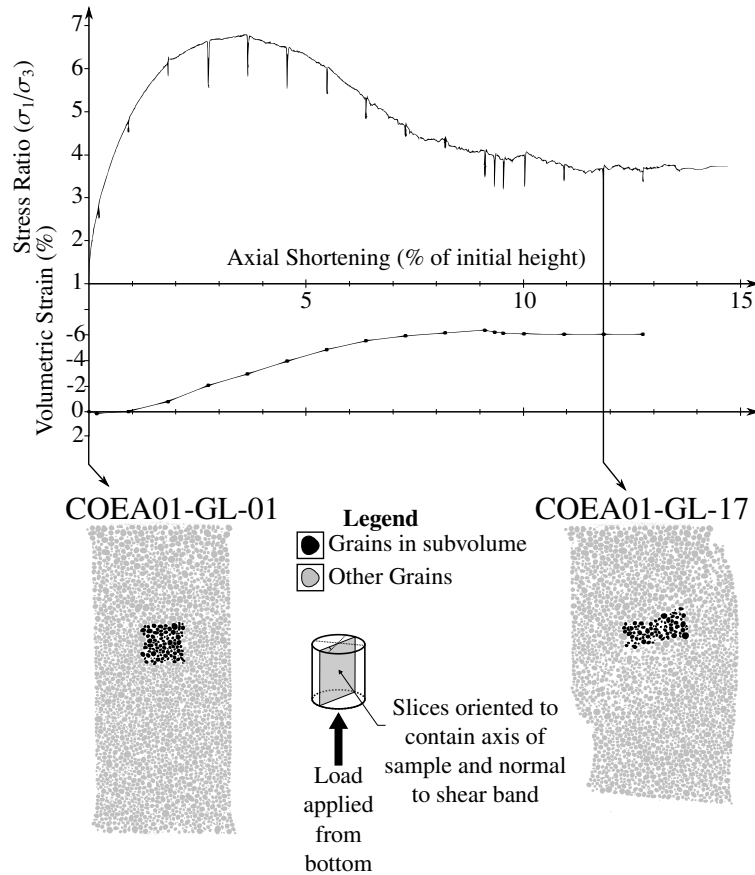 7
6
5
4
3
2
1
Stress Ratio (σ1/σ3)
Axial Shortening (% of initial height)
5
10
15
Volumetric Strain (%)
-6
-4
-2
0
2
COEA01-GL-01
COEA01-GL-17
Legend
Grains in subvolume
Other Grains
Slices oriented to
contain axis of
sample and normal
to shear band
Load
applied
from
bottom